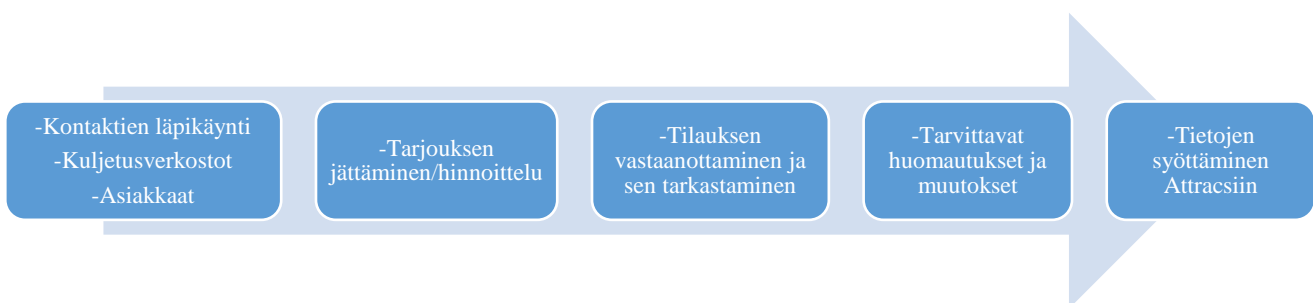 -Kontaktien läpikäynti
-Kuljetusverkostot
-Asiakkaat
-Tarjouksen
jättäminen/hinnoittelu
-Tilauksen
vastaanottaminen ja
sen tarkastaminen
-Tarvittavat
huomautukset ja
muutokset
-Tietojen
syöttäminen
Attracsiin